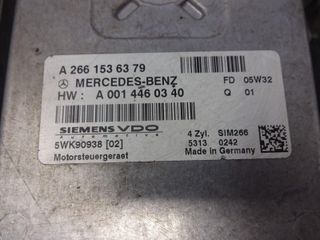 A 266 153 63 79
MERCEDES-BENZ FD 05W32
HW : A 001 446 03 40 Q 01
SIEMENS VDO 4 Zyl. SIM266
Automotive 5313 0242
5WK90938 [02] Made in Germany
Motorsteuergeraet